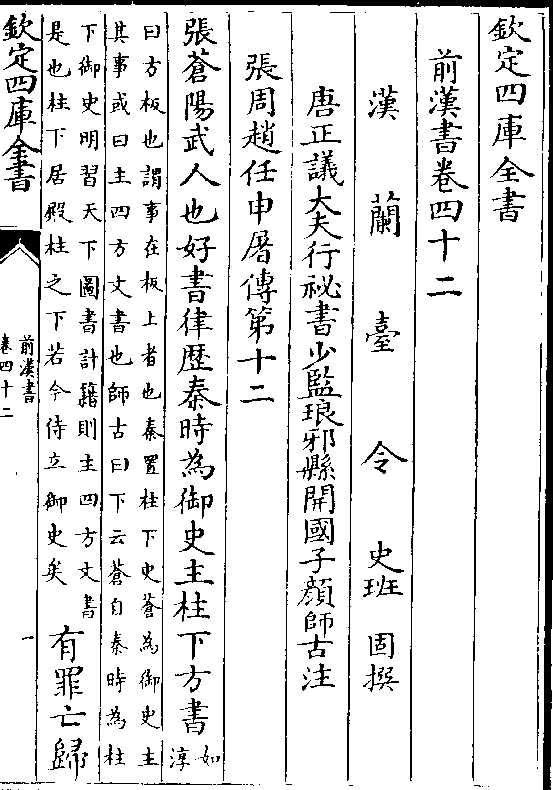 欽定四庫全書
前漢書卷四十二
漢蘭臺令史班固撰
唐正議大夫行祕書少監琅邪縣開國子顏師古注
張周趙任申屠傳第十二
張蒼陽武人也好書律歷秦時為御史主柱下方書如
淳
曰方板也謂事在板上者也秦置柱下史蒼為御史主
其事或曰主四方文書也師古曰下云蒼自秦時為柱
下御史明習天下圖書計籍則主四方文書
是也柱下居殿柱之下若今侍立御史矣
有罪亡歸
欽定四庫全書
前漢書
卷四十二
一